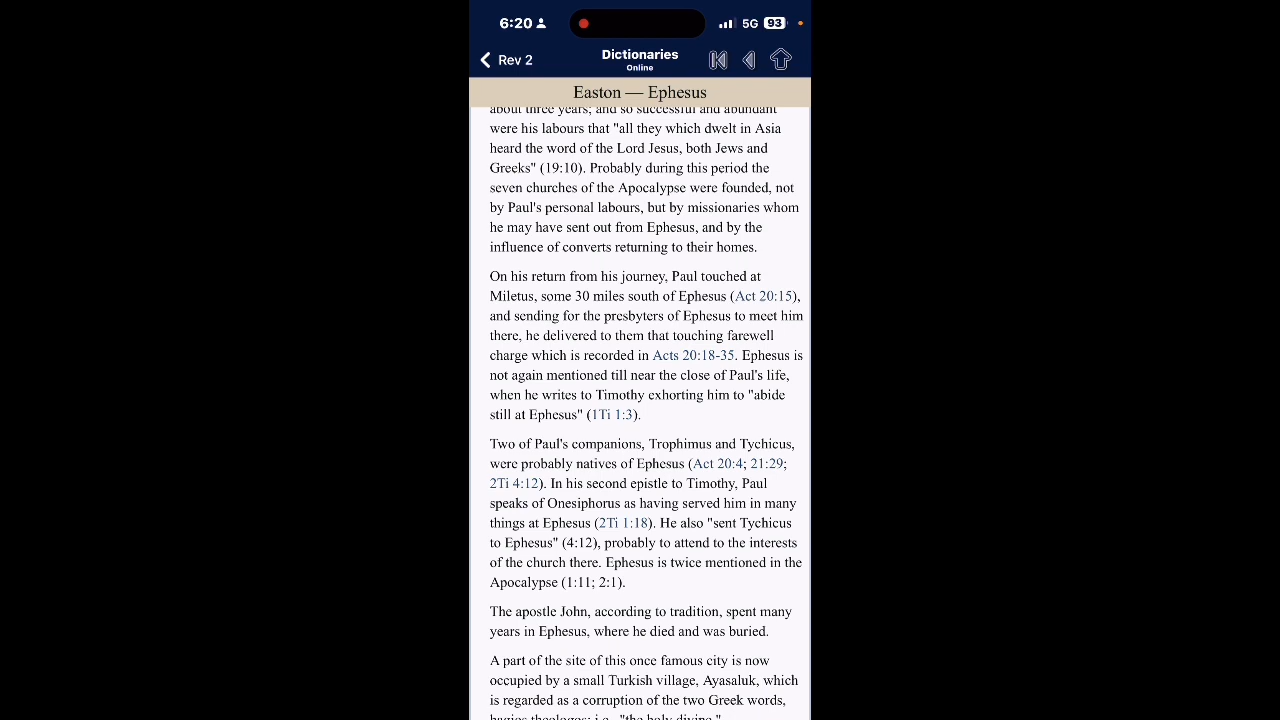 6:20
5G 93
Rev 2
Dictionaries
Online
Easton — Ephesus
about three years; and so successful and abundant
were his labours that "all they which dwelt in Asia
heard the word of the Lord Jesus, both Jews and
Greeks" (19:10). Probably during this period the
seven churches of the Apocalypse were founded, not
by Paul's personal labours, but by missionaries whom
he may have sent out from Ephesus, and by the
influence of converts returning to their homes.
On his return from his journey, Paul touched at
Miletus, some 30 miles south of Ephesus (Act 20:15),
and sending for the presbyters of Ephesus to meet him
there, he delivered to them that touching farewell
charge which is recorded in Acts 20:18-35. Ephesus is
not again mentioned till near the close of Paul's life,
when he writes to Timothy exhorting him to "abide
still at Ephesus" (1Ti 1:3).
Two of Paul's companions, Trophimus and Tychicus,
were probably natives of Ephesus (Act 20:4; 21:29;
2Ti 4:12). In his second epistle to Timothy, Paul
speaks of Onesiphorus as having served him in many
things at Ephesus (2Ti 1:18). He also "sent Tychicus
to Ephesus" (4:12), probably to attend to the interests
of the church there. Ephesus is twice mentioned in the
Apocalypse (1:11; 2:1).
The apostle John, according to tradition, spent many
years in Ephesus, where he died and was buried.
A part of the site of this once famous city is now
occupied by a small Turkish village, Ayasaluk, which
is regarded as a corruption of the two Greek words,
hagios theologos; i.e., "the holy divine."